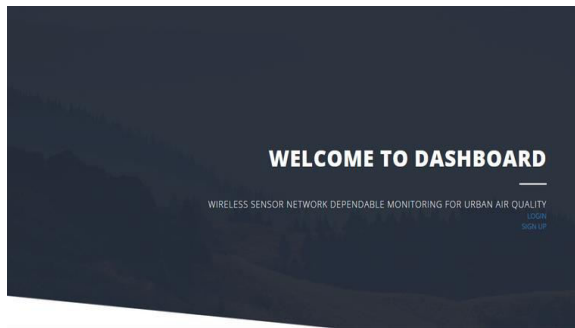 WELCOME TO DASHBOARD
WIRELESS SENSOR NETWORK DEPENDABLE MONITORING FOR URBAN AIR QUALITY
LOGIN
SIGN UP